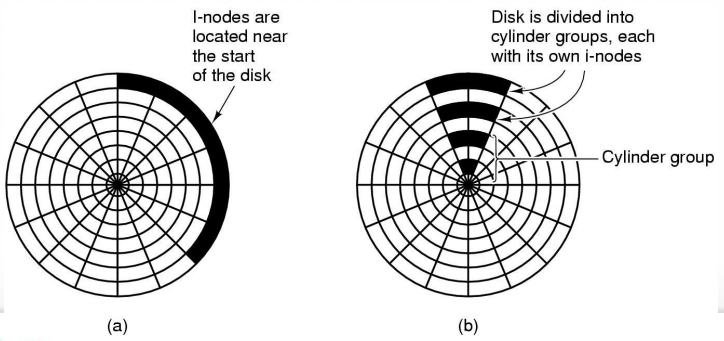 I-nodes are
located near
the start
of the disk
Disk is divided into
cylinder groups, each
with its own i-nodes
Cylinder group
(a)
(b)